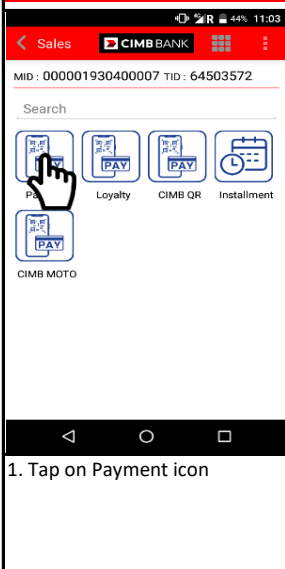 R 44% 11:03
Sales CIMB BANK
MID : 000001930400007 TID : 64503572
Search
PAY PAY PAY
Loyalty CIMB QR Installment
PAY
CIMB MOTO
1. Tap on Payment icon